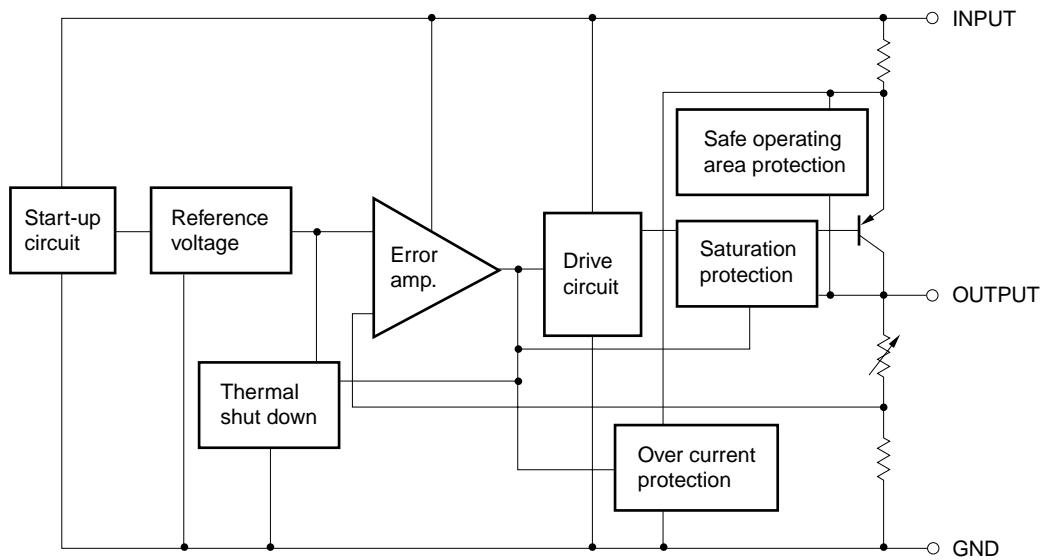 INPUT
Safe operating
area protection
Start-up
circuit
Reference
voltage
Error
amp.
Drive
circuit
Saturation
protection
OUTPUT
Thermal
shut down
Over current
protection
GND